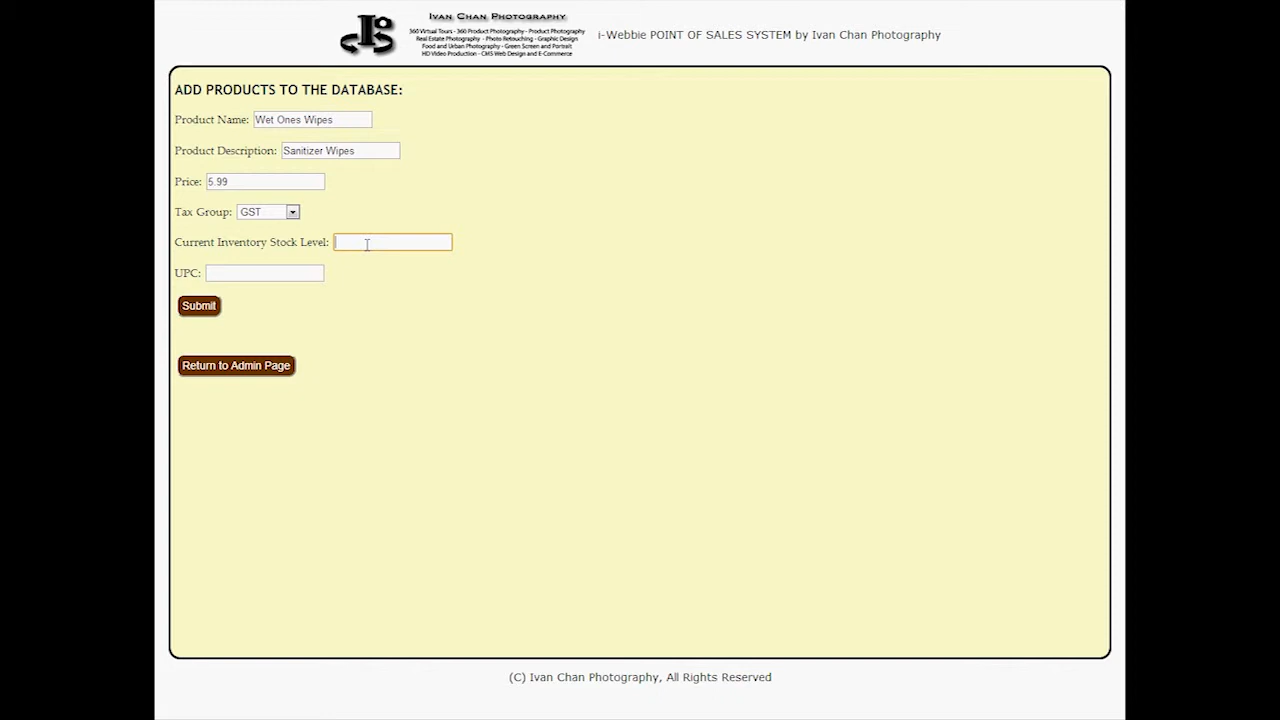 IVAN CHAN PHOTOGRAPHY
360 Virtual Tours - 360 Product Photography - Product Photography
Real Estate Photography - Photo Retouching - Graphic Design
Food and Urban Photography - Green Screen and Portrait
HD Video Production - CMS Web Design and E-Commerce
i-Webbie POINT OF SALES SYSTEM by Ivan Chan Photography
ADD PRODUCTS TO THE DATABASE:
Product Name: Wet Ones Wipes
Product Description: Sanitizer Wipes
Price: 5.99
Tax Group: GST
Current Inventory Stock Level:
UPC:
Submit
Return to Admin Page
(C) Ivan Chan Photography, All Rights Reserved